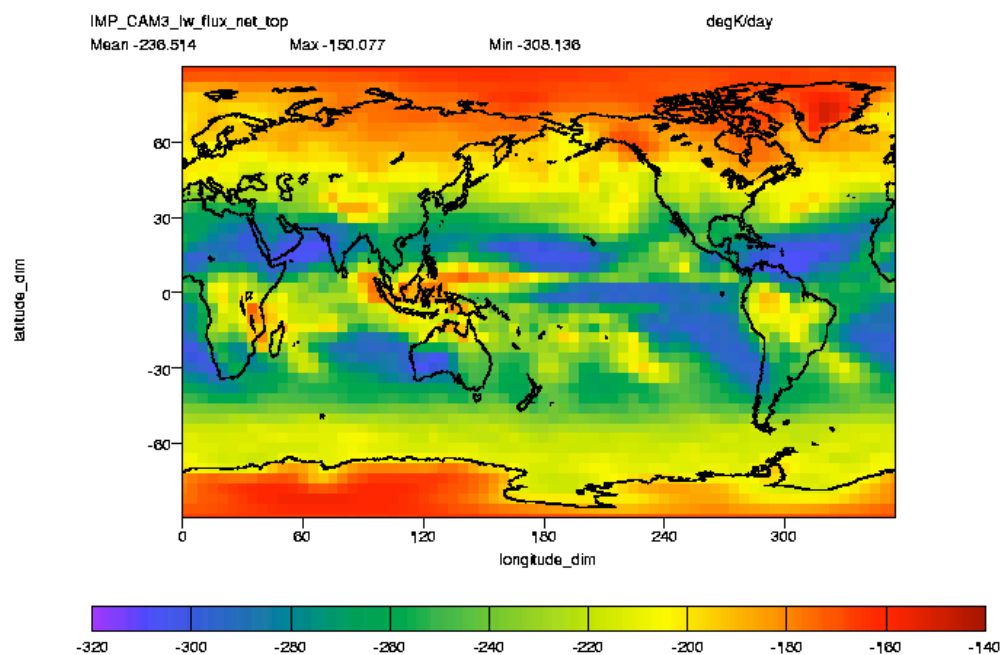 IMP_CAM3_lw_flux_net_top degK/day
Mean -236.514 Max -150.077 Min -308.136
60
30
0
-30
-60
latitude_dim
0 60 120 180 240 300
longitude_dim
-320 -300 -280 -260 -240 -220 -200 -180 -160 -140